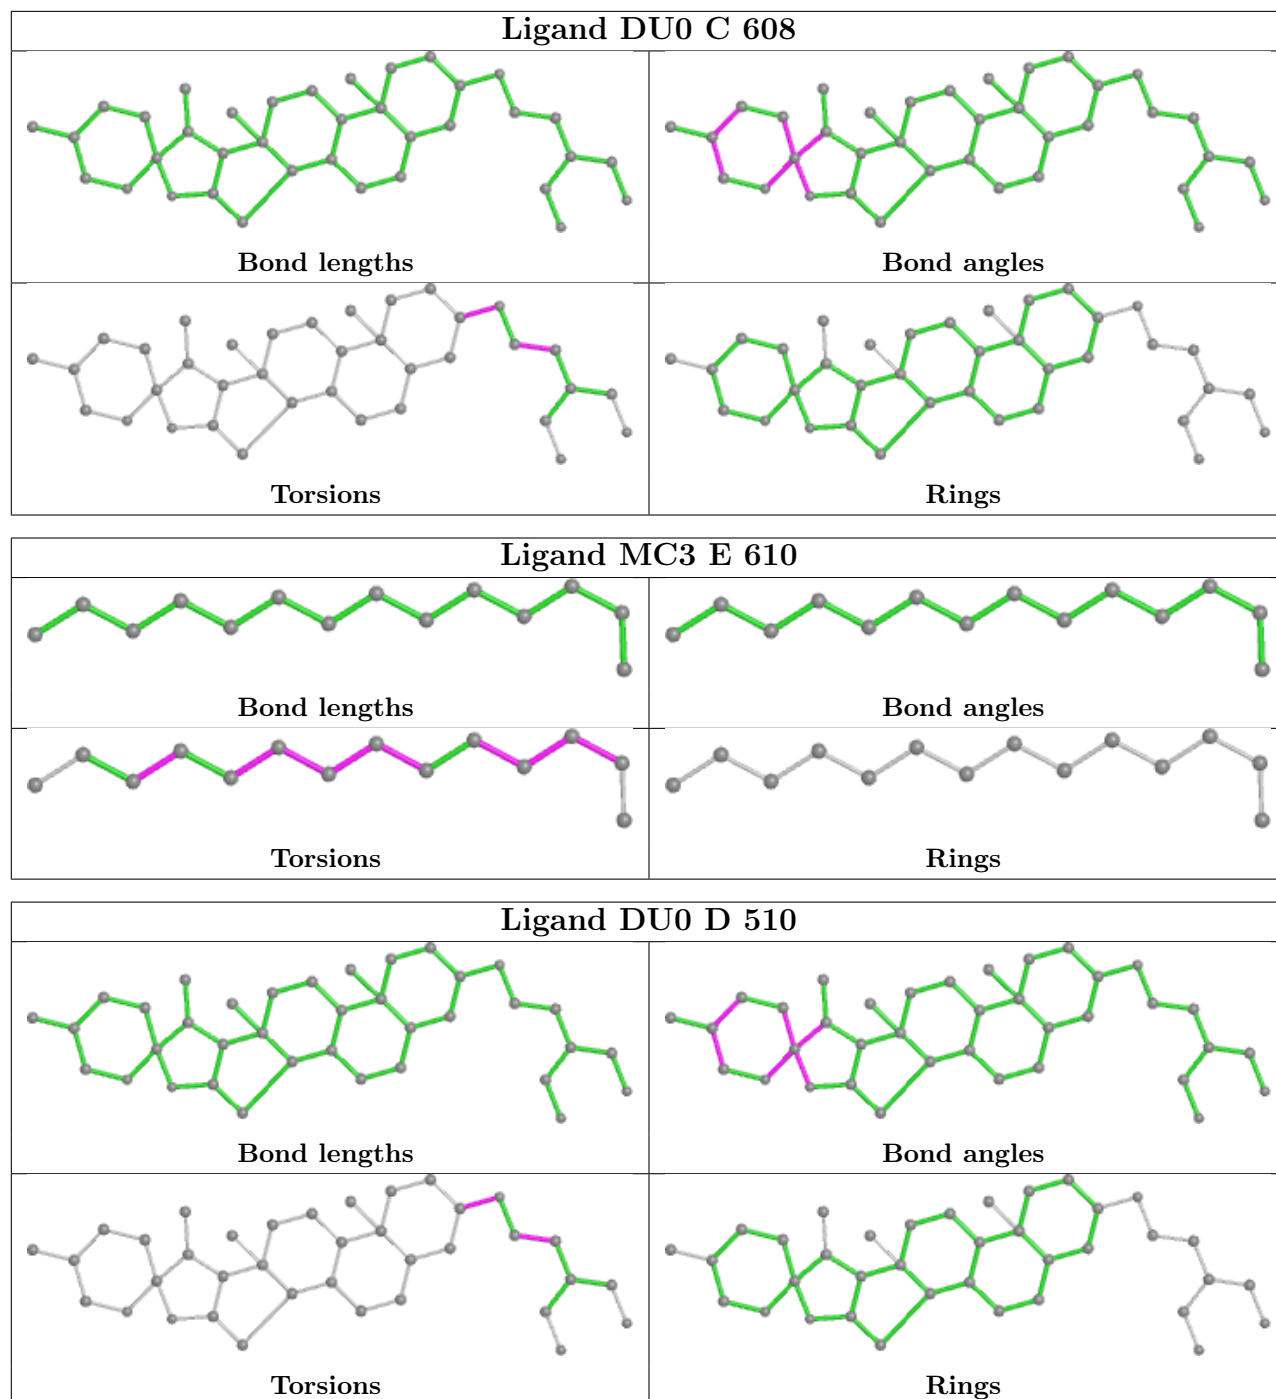 Ligand DU0 C 608
Bond lengths
Bond angles
Torsions
Rings
Ligand MC3 E 610
Bond lengths
Bond angles
Torsions
Rings
Ligand DU0 D 510
Bond lengths
Bond angles
Torsions
Rings